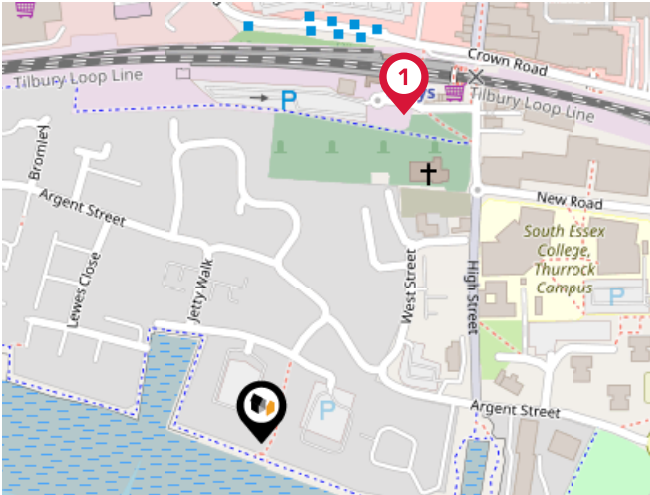 Crown Road
Tilbury Loop Line
1
P
ys
Tilbury Loop Line
Bromley
Argent Street
New Road
South Essex
College,
Thurrock
Campus
P
Lewes Close
Jetty Walk
West Street
High Street
P
Argent Street